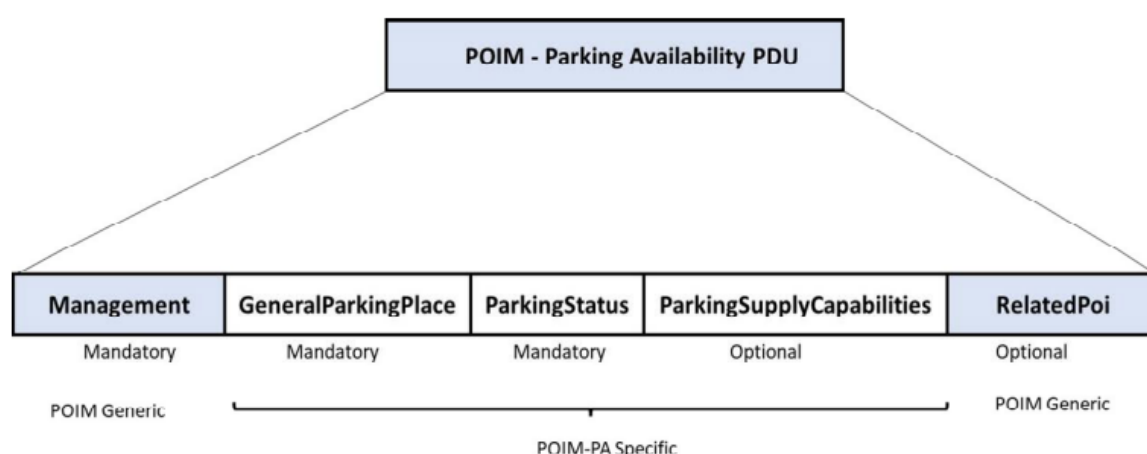 POIM - Parking Availability PDU
Management GeneralParkingPlace ParkingStatus ParkingSupplyCapabilities RelatedPoi
Mandatory Mandatory Mandatory Optional Optional
POIM Generic POIM Generic
POIM-PA Specific